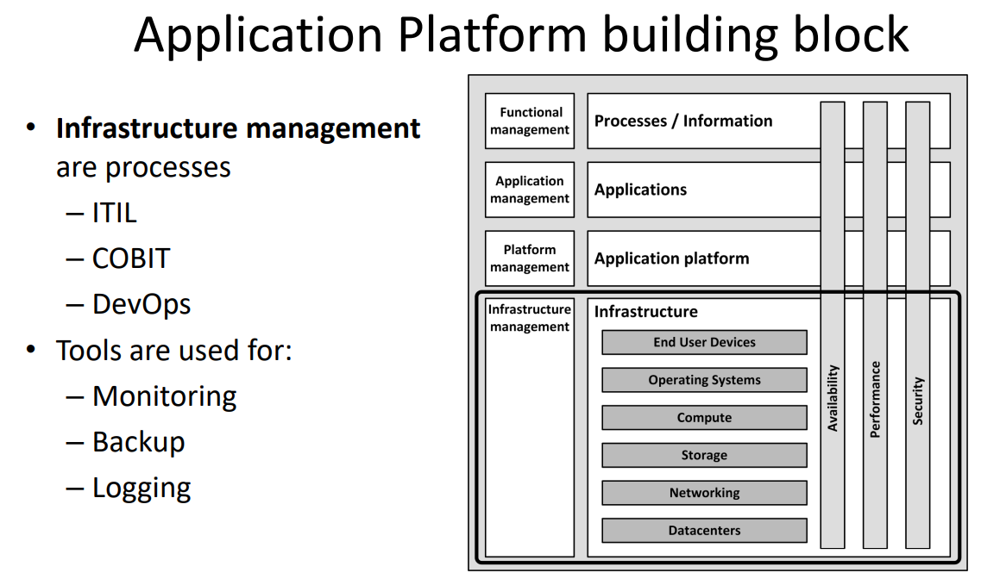 Application Platform building block
• Infrastructure management
are processes
– ITIL
– COBIT
– DevOps
• Tools are used for:
– Monitoring
– Backup
– Logging
Functional
management
Processes / Information
Application
management
Applications
Platform
management
Application platform
Infrastructure
management
Infrastructure
End User Devices
Operating Systems
Compute
Storage
Networking
Datacenters
Availability
Performance
Security